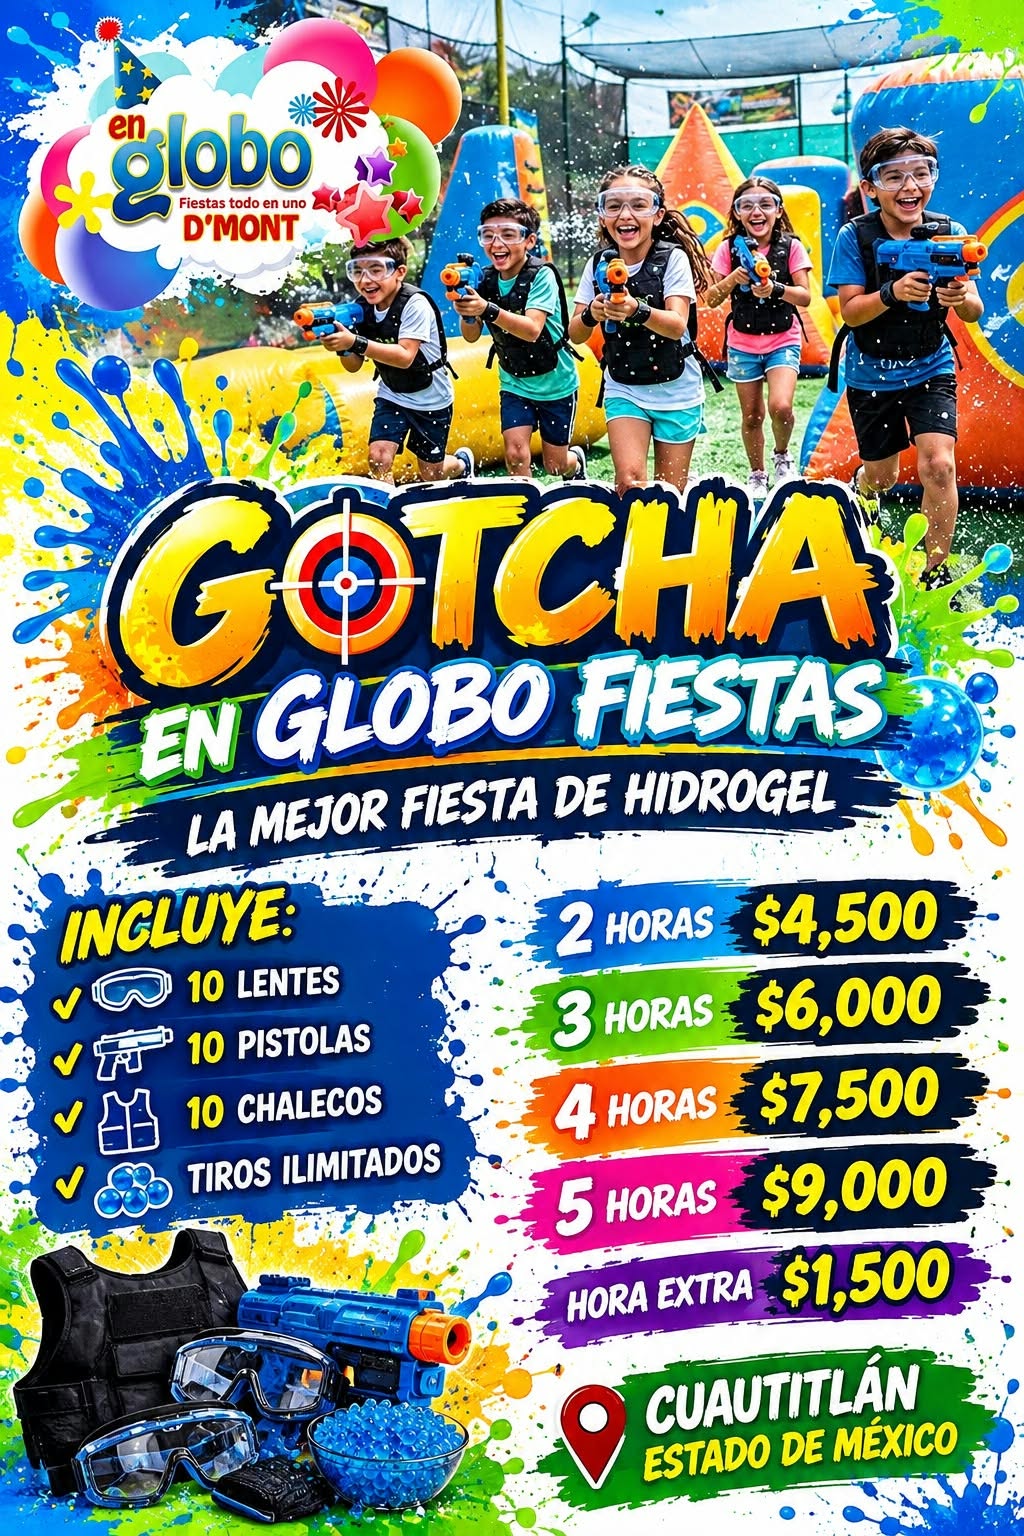 en
globo
Fiestas todo en uno
D'MONT
GOTCHA
EN GLOBO FIESTAS
LA MEJOR FIESTA DE HIDROGEL
INCLUYE:
10 LENTES
10 PISTOLAS
10 CHALECOS
TIROS ILIMITADOS
2 HORAS $4,500
3 HORAS $6,000
4 HORAS $7,500
5 HORAS $9,000
HORA EXTRA $1,500
CUAUTITLÁN
ESTADO DE MÉXICO